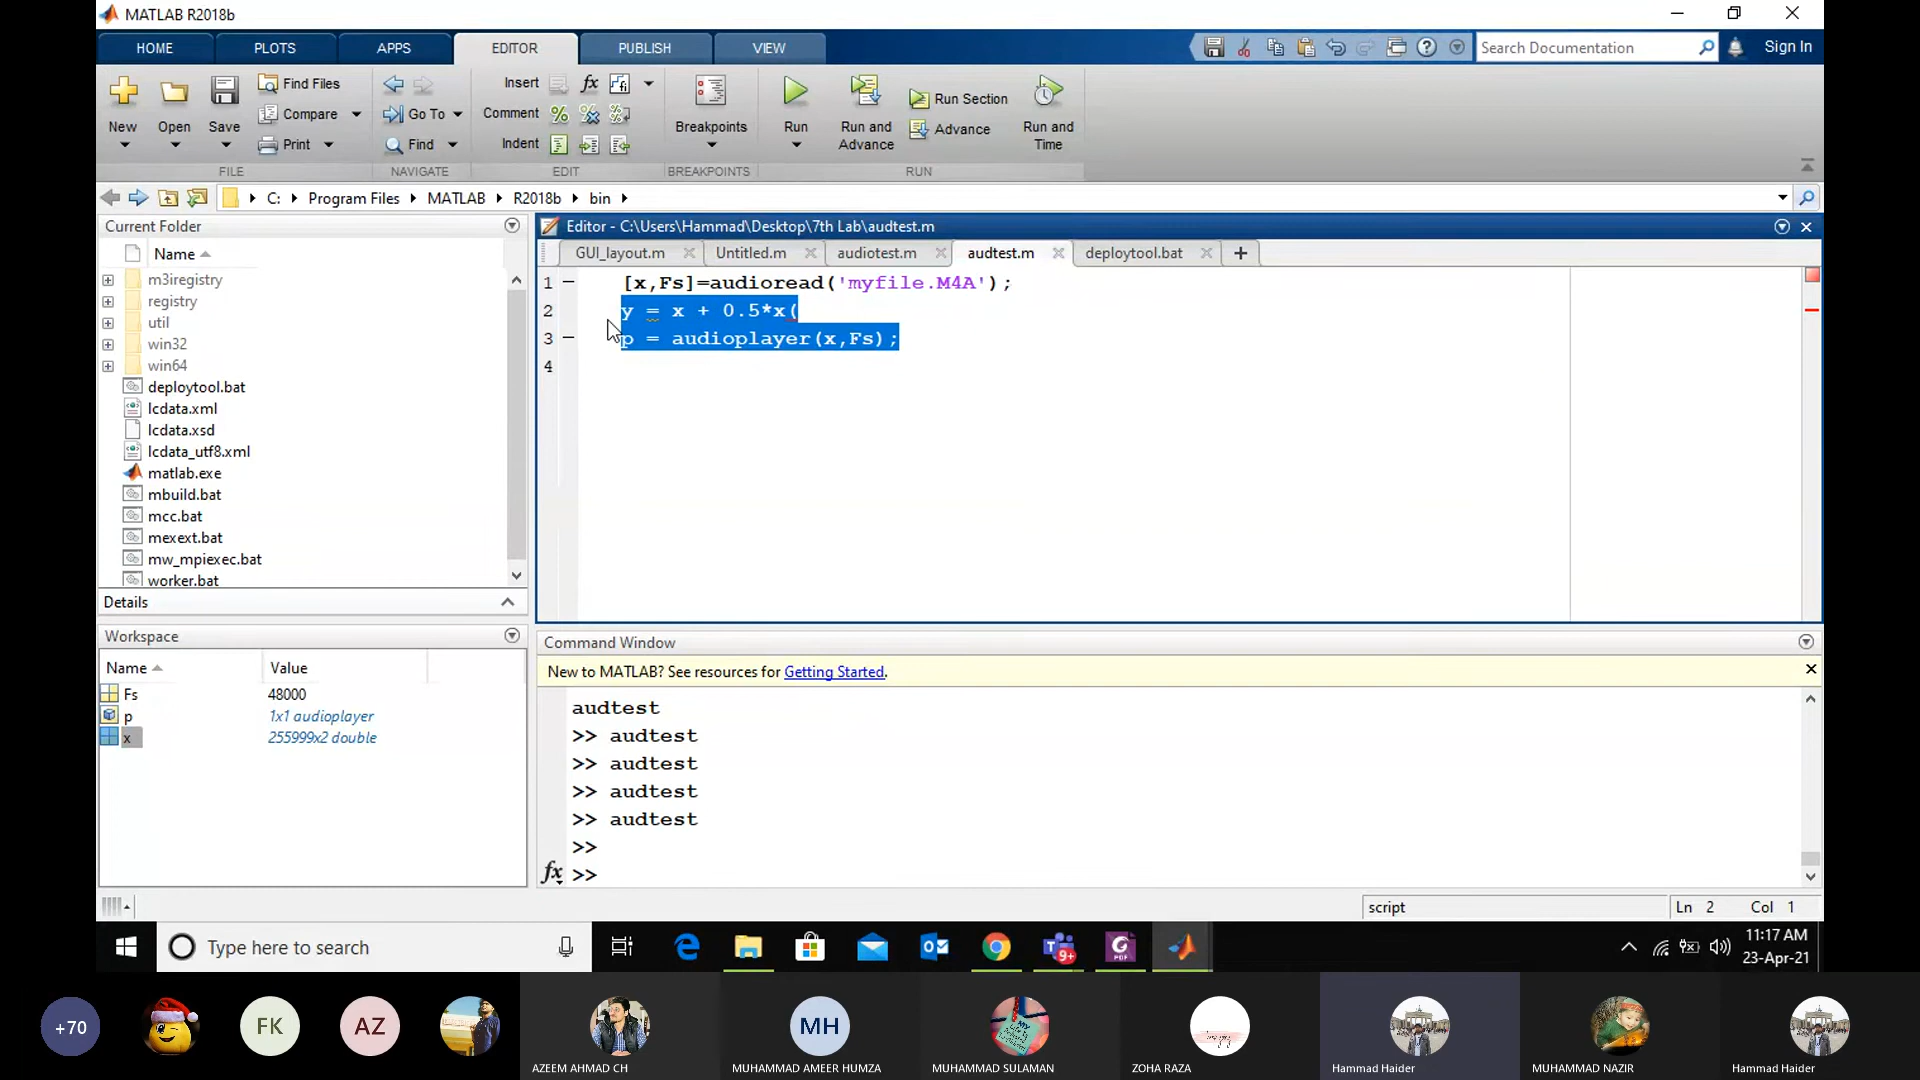 MATLAB R2018b
HOME PLOTS APPS EDITOR PUBLISH VIEW
Search Documentation
Sign In
New Open Save
Find Files
Compare
Print
Go To
Find
Insert
Comment
Indent
Breakpoints
Run
Run and Advance
Run Section
Advance
Run and Time
FILE NAVIGATE EDIT BREAKPOINTS RUN
C: Program Files MATLAB R2018b bin
Current Folder
Name
m3iregistry
registry
util
win32
win64
deploytool.bat
lcdata.xml
lcdata.xsd
lcdata_utf8.xml
matlab.exe
mbuild.bat
mcc.bat
mexext.bat
mw_mpiexec.bat
worker.bat
Details
Workspace
Name Value
Fs 48000
p 1x1 audioplayer
x 255999x2 double
Editor - C:\Users\Hammad\Desktop\7th Lab\audtest.m
GUI_layout.m Untitled.m audiotest.m audtest.m deploytool.bat
1 [x,Fs]=audioread('myfile.M4A');
2 y = x + 0.5*x(
3 p = audioplayer(x,Fs);
4
Command Window
New to MATLAB? See resources for Getting Started.
audtest
>> audtest
>> audtest
>> audtest
>> audtest
>>
fx >>
script Ln 2 Col 1
Type here to search
9+
PDF
11:17 AM
23-Apr-21
+70 FK AZ MH
AZEEM AHMAD CH MUHAMMAD AMEER HUMZA MUHAMMAD SULAMAN ZOHA RAZA Hammad Haider MUHAMMAD NAZIR Hammad Haider